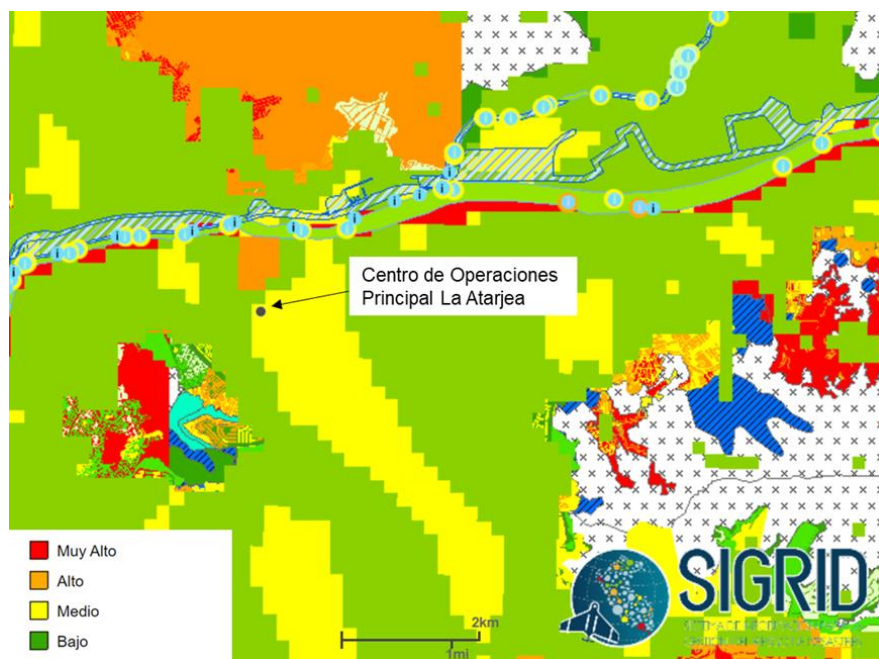 Centro de Operaciones
Principal La Atarjea
Muy Alto
Alto
Medio
Bajo
2km
1mi
SIGRID